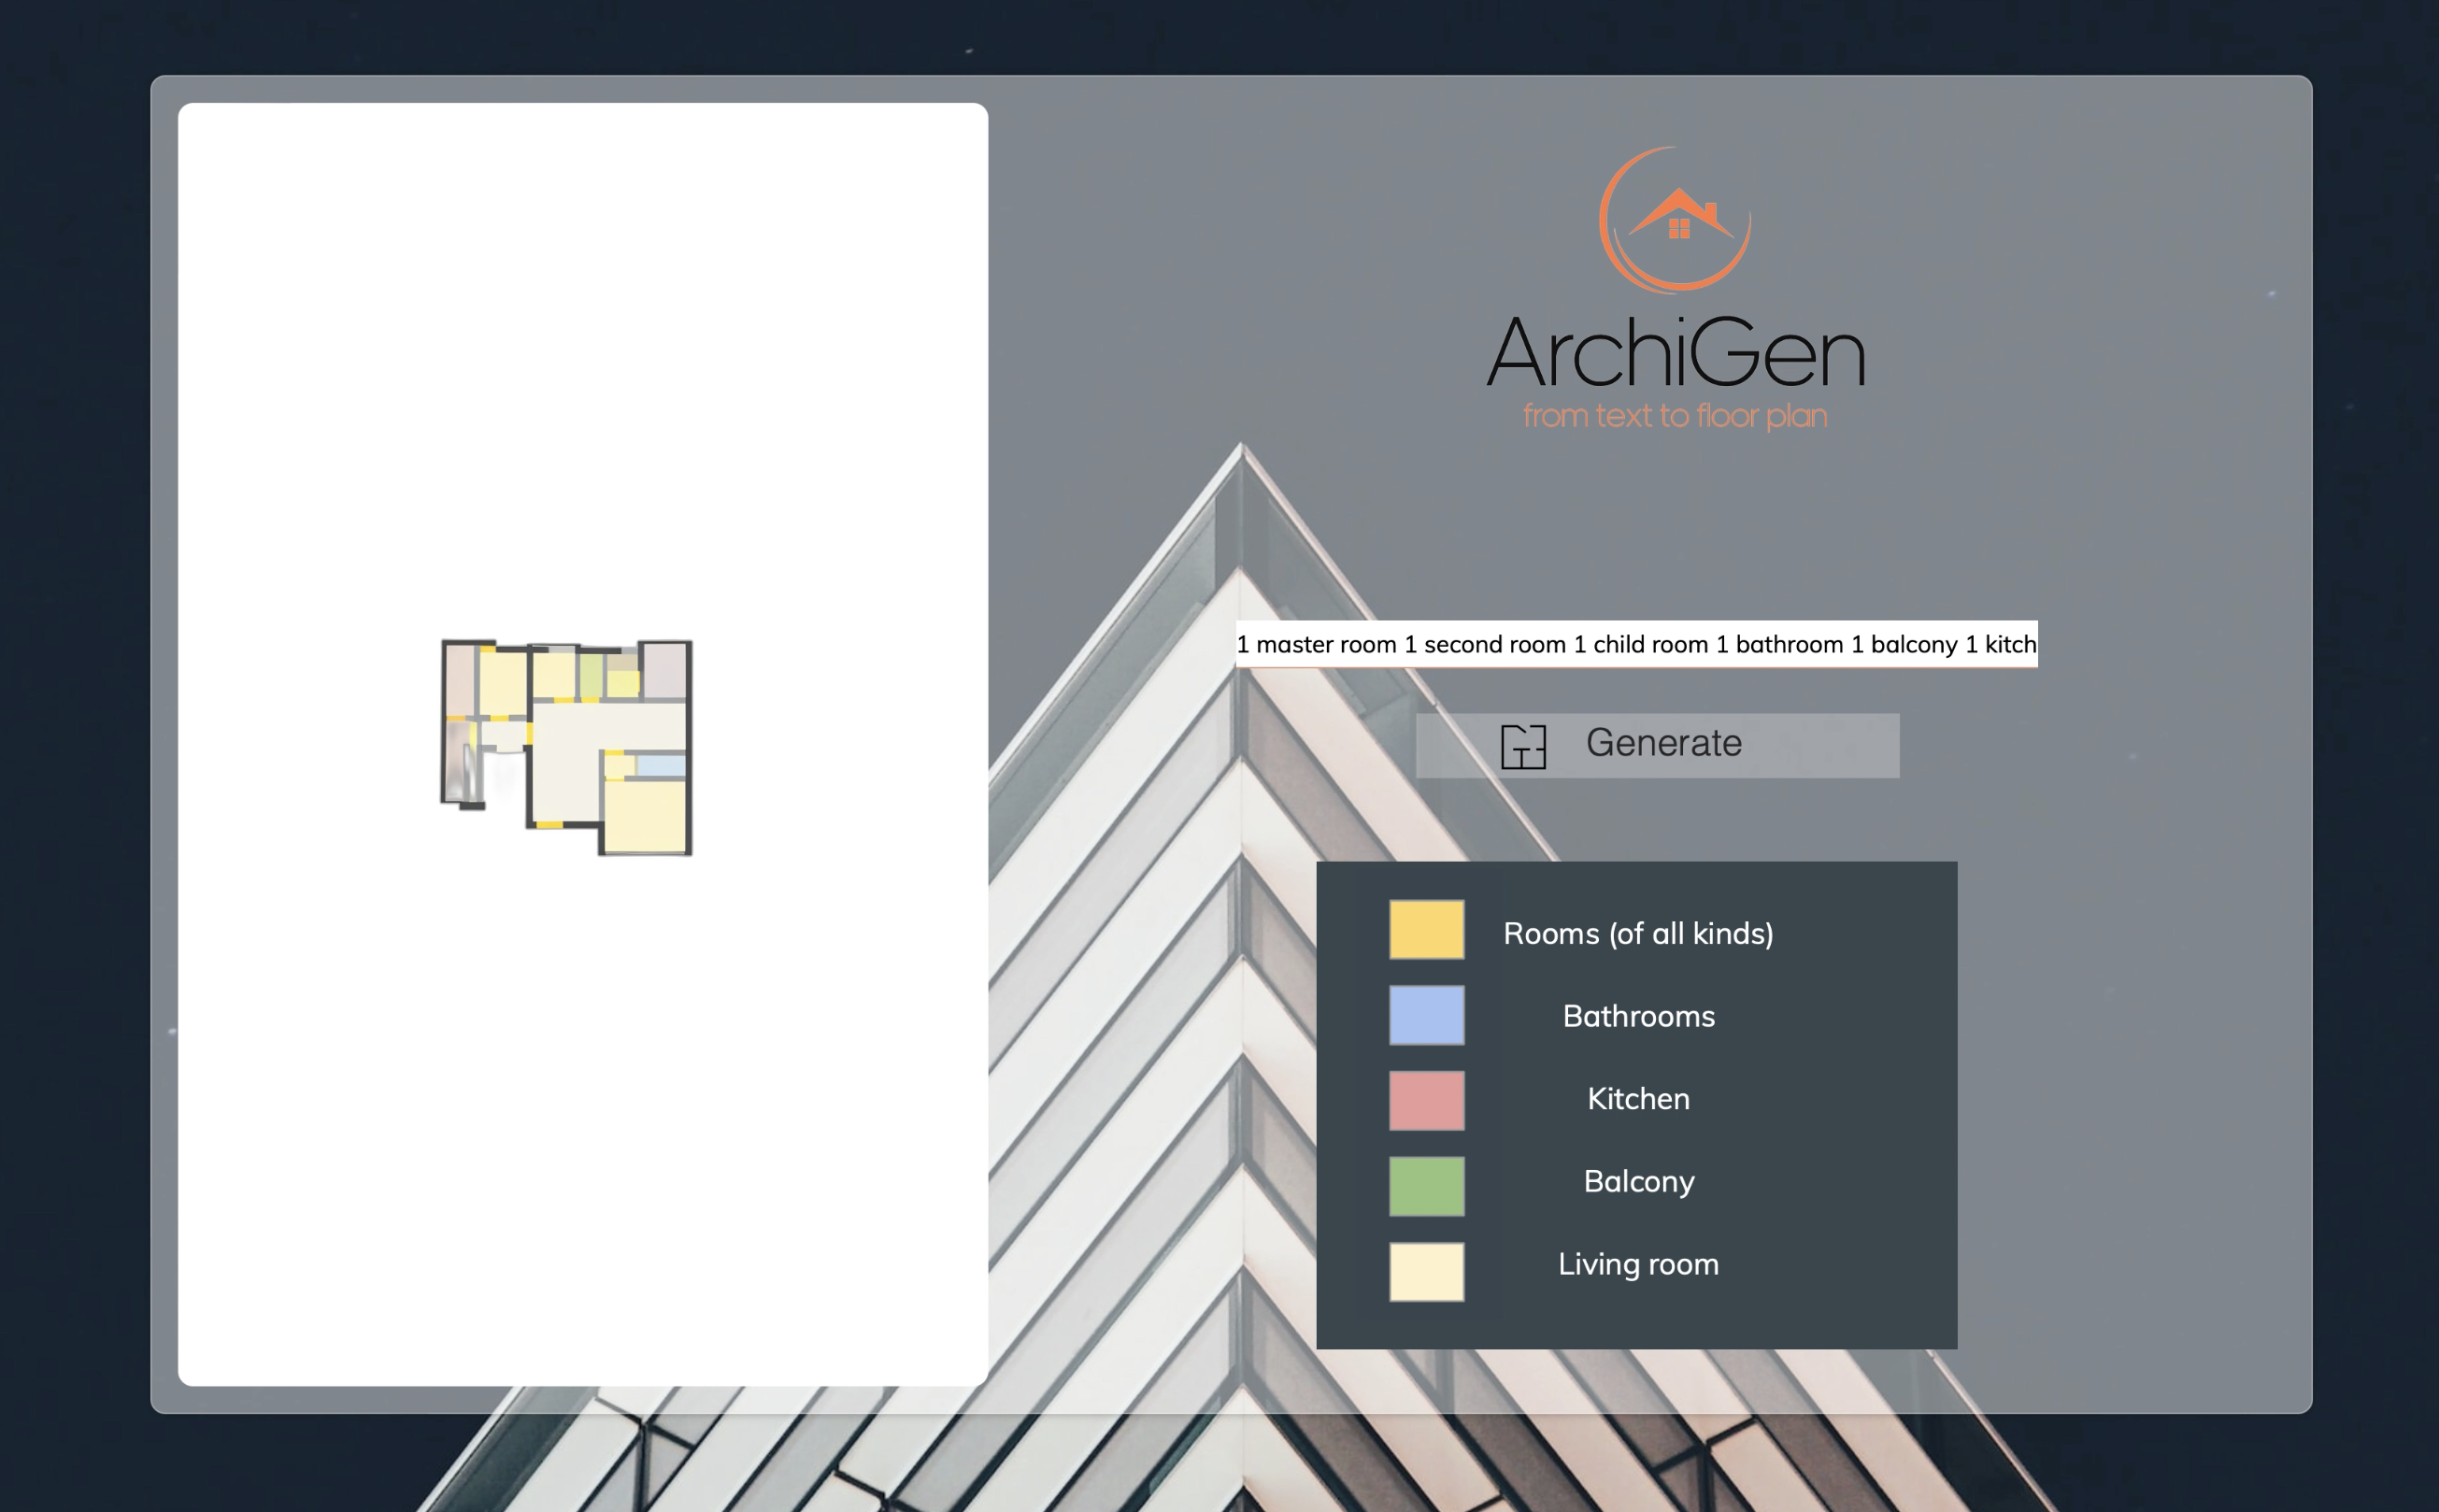 ArchiGen
from text to floor plan
1 master room 1 second room 1 child room 1 bathroom 1 balcony 1 kitch
Generate
Rooms (of all kinds)
Bathrooms
Kitchen
Balcony
Living room